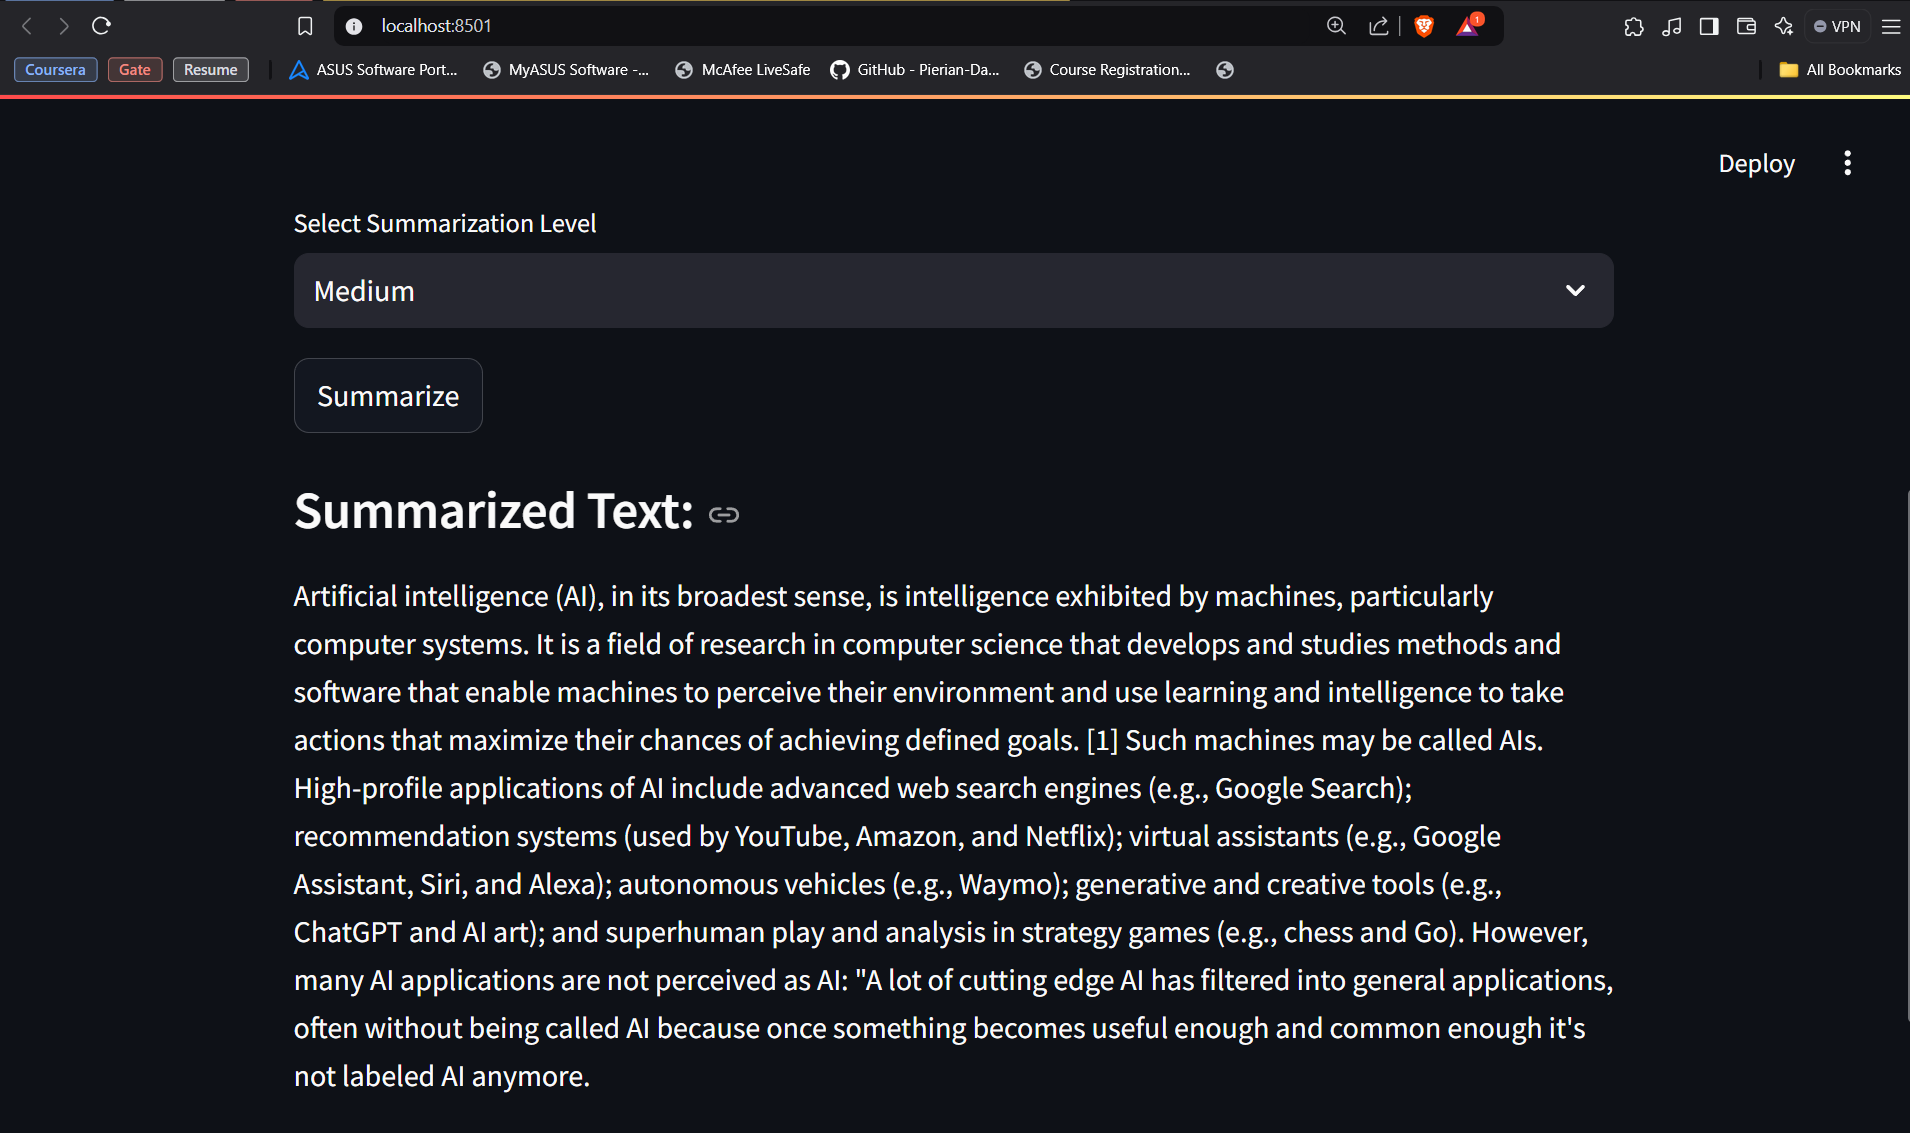 localhost:8501
1
VPN
Coursera
Gate
Resume
ASUS Software Port...
MyASUS Software -...
McAfee LiveSafe
GitHub - Pierian-Da...
Course Registration...
All Bookmarks
Deploy
Select Summarization Level
Medium
Summarize
Summarized Text:
Artificial intelligence (AI), in its broadest sense, is intelligence exhibited by machines, particularly
computer systems. It is a field of research in computer science that develops and studies methods and
software that enable machines to perceive their environment and use learning and intelligence to take
actions that maximize their chances of achieving defined goals. [1] Such machines may be called AIs.
High-profile applications of AI include advanced web search engines (e.g., Google Search);
recommendation systems (used by YouTube, Amazon, and Netflix); virtual assistants (e.g., Google
Assistant, Siri, and Alexa); autonomous vehicles (e.g., Waymo); generative and creative tools (e.g.,
ChatGPT and AI art); and superhuman play and analysis in strategy games (e.g., chess and Go). However,
many AI applications are not perceived as AI: "A lot of cutting edge AI has filtered into general applications,
often without being called AI because once something becomes useful enough and common enough it's
not labeled AI anymore.